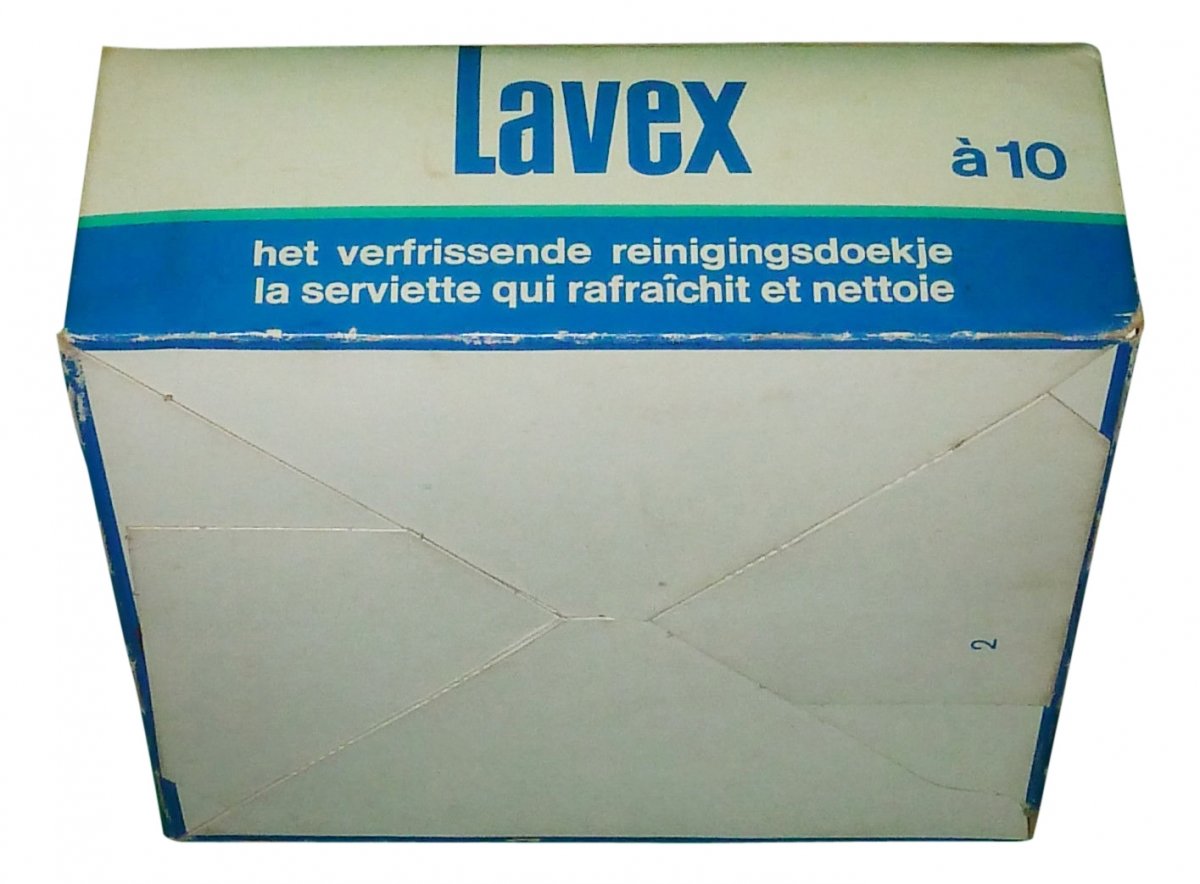 Lavex
à 10
het verfrissende reinigingsdoekje
la serviette qui rafraîchit et nettoie
2